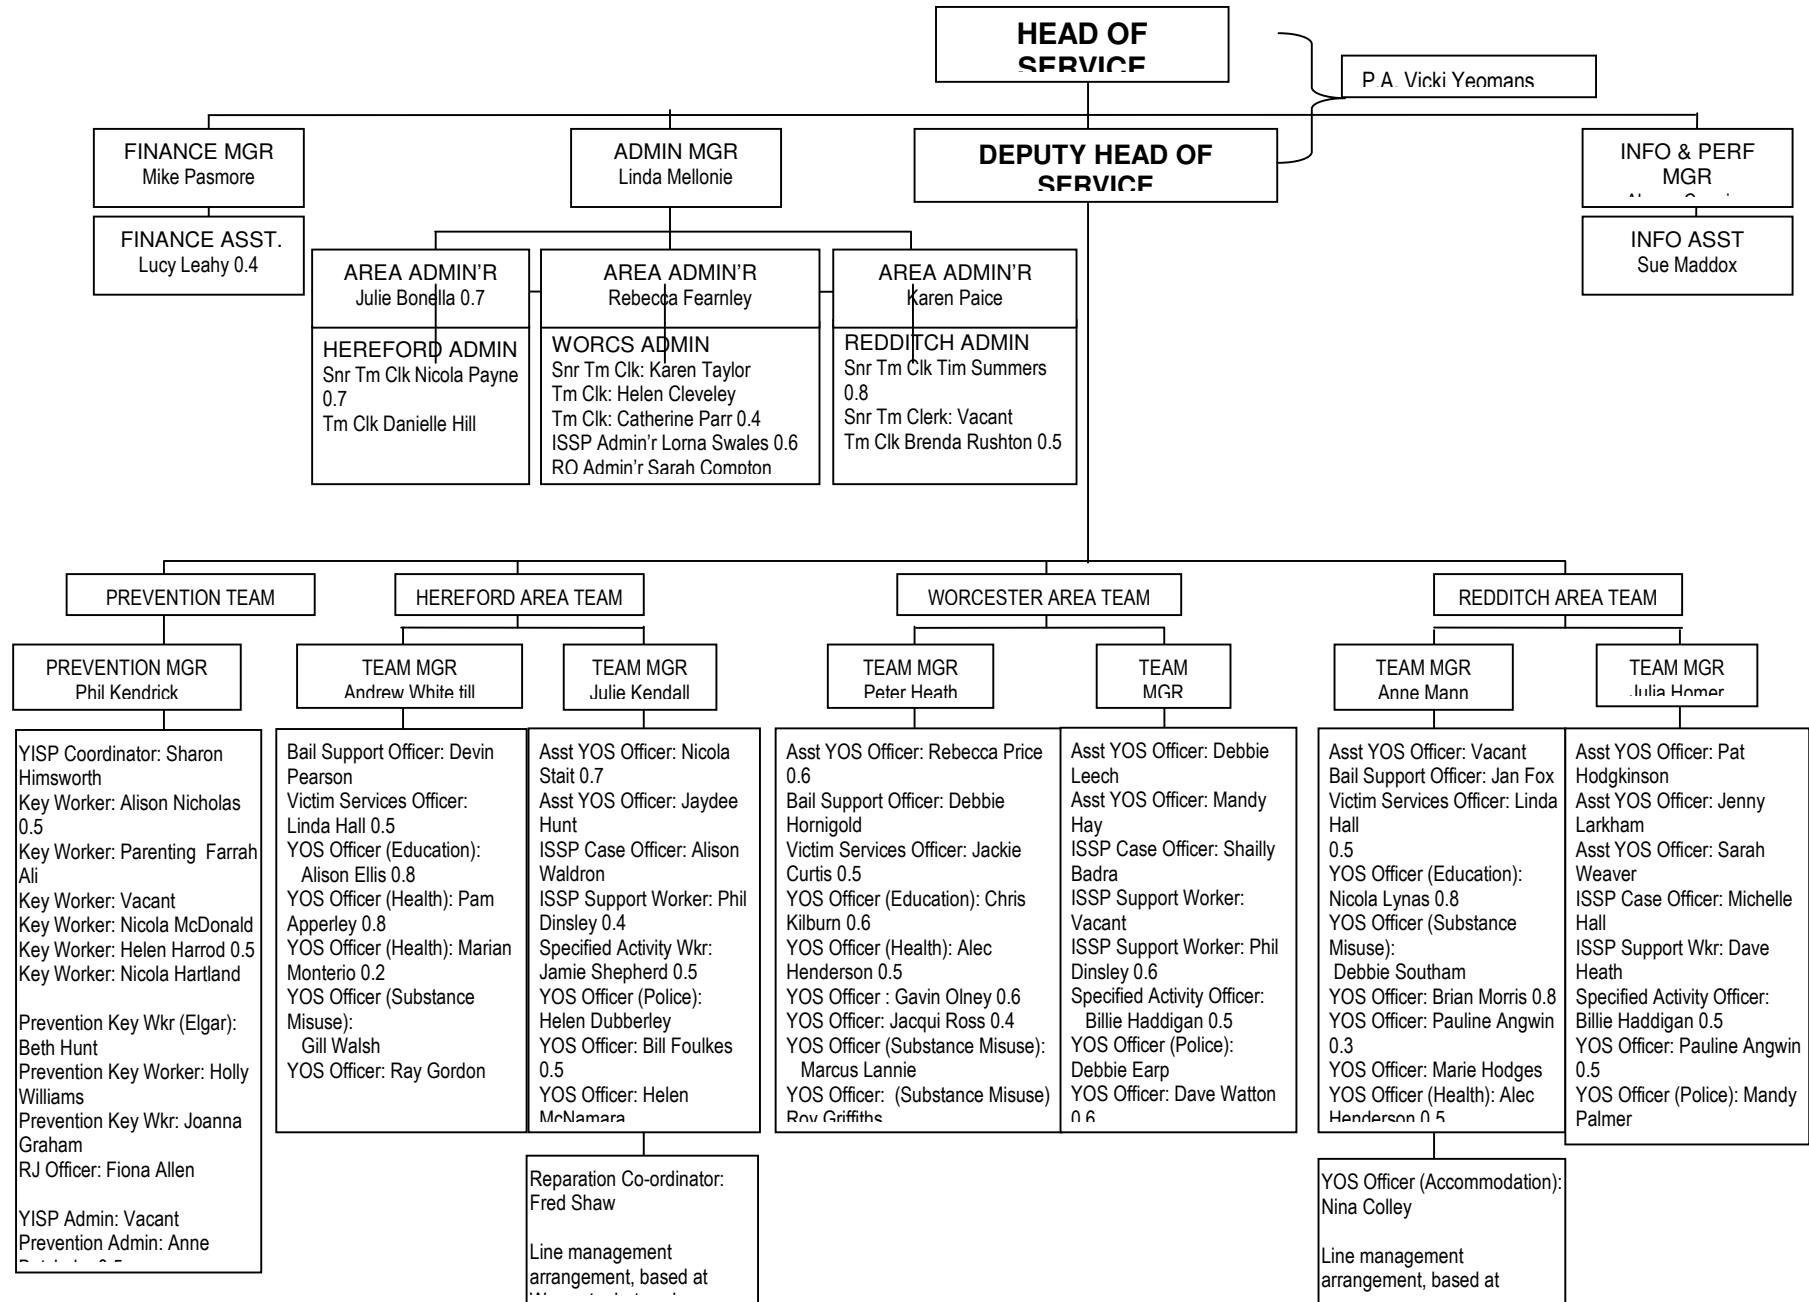 HEAD OF
SERVICE
P.A. Vicki Yeomans
FINANCE MGR
Mike Pasmore
ADMIN MGR
Linda Mellonie
DEPUTY HEAD OF
SERVICE
INFO & PERF
MGR
FINANCE ASST.
Lucy Leahy 0.4
INFO ASST
Sue Maddox
AREA ADMIN'R
Julie Bonella 0.7
AREA ADMIN'R
Rebecca Fearnley
AREA ADMIN'R
Karen Paice
HEREFORD ADMIN
Snr Tm Clk Nicola Payne
0.7
Tm Clk Danielle Hill
WORCS ADMIN
Snr Tm Clk: Karen Taylor
Tm Clk: Helen Cleveley
Tm Clk: Catherine Parr 0.4
ISSP Admin’r Lorna Swales 0.6
RO Admin’r Sarah Compton
REDDITCH ADMIN
Snr Tm Clk Tim Summers
0.8
Snr Tm Clerk: Vacant
Tm Clk Brenda Rushton 0.5
PREVENTION TEAM
HEREFORD AREA TEAM
WORCESTER AREA TEAM
REDDITCH AREA TEAM
PREVENTION MGR
Phil Kendrick
TEAM MGR
Andrew White till
TEAM MGR
Julie Kendall
TEAM MGR
Peter Heath
TEAM
MGR
TEAM MGR
Anne Mann
TEAM MGR
Julia Homer
YISP Coordinator: Sharon
Himsworth
Key Worker: Alison Nicholas
0.5
Key Worker: Parenting  Farrah
Ali
Key Worker: Vacant
Key Worker: Nicola McDonald
Key Worker: Helen Harrod 0.5
Key Worker: Nicola Hartland
Prevention Key Wkr (Elgar):
Beth Hunt
Prevention Key Worker: Holly
Williams
Prevention Key Wkr: Joanna
Graham
RJ Officer: Fiona Allen
YISP Admin: Vacant
Prevention Admin: Anne
Bail Support Officer: Devin
Pearson
Victim Services Officer:
Linda Hall 0.5
YOS Officer (Education):
Alison Ellis 0.8
YOS Officer (Health): Pam
Apperley 0.8
YOS Officer (Health): Marian
Monterio 0.2
YOS Officer (Substance
Misuse):
Gill Walsh
YOS Officer: Ray Gordon
Asst YOS Officer: Nicola
Stait 0.7
Asst YOS Officer: Jaydee
Hunt
ISSP Case Officer: Alison
Waldron
ISSP Support Worker: Phil
Dinsley 0.4
Specified Activity Wkr:
Jamie Shepherd 0.5
YOS Officer (Police):
Helen Dubberley
YOS Officer: Bill Foulkes
0.5
YOS Officer: Helen
McNamara
Asst YOS Officer: Rebecca Price
0.6
Bail Support Officer: Debbie
Hornigold
Victim Services Officer: Jackie
Curtis 0.5
YOS Officer (Education): Chris
Kilburn 0.6
YOS Officer (Health): Alec
Henderson 0.5
YOS Officer : Gavin Olney 0.6
YOS Officer: Jacqui Ross 0.4
YOS Officer (Substance Misuse):
Marcus Lannie
YOS Officer:  (Substance Misuse)
Roy Griffiths
Asst YOS Officer: Debbie
Leech
Asst YOS Officer: Mandy
Hay
ISSP Case Officer: Shailly
Badra
ISSP Support Worker:
Vacant
ISSP Support Worker: Phil
Dinsley 0.6
Specified Activity Officer:
Billie Haddigan 0.5
YOS Officer (Police):
Debbie Earp
YOS Officer: Dave Watton
0.6
Asst YOS Officer: Vacant
Bail Support Officer: Jan Fox
Victim Services Officer: Linda
Hall
0.5
YOS Officer (Education):
Nicola Lynas 0.8
YOS Officer (Substance
Misuse):
Debbie Southam
YOS Officer: Brian Morris 0.8
YOS Officer: Pauline Angwin
0.3
YOS Officer: Marie Hodges
YOS Officer (Health): Alec
Henderson 0.5
Asst YOS Officer: Pat
Hodgkinson
Asst YOS Officer: Jenny
Larkham
Asst YOS Officer: Sarah
Weaver
ISSP Case Officer: Michelle
Hall
ISSP Support Wkr: Dave
Heath
Specified Activity Officer:
Billie Haddigan 0.5
YOS Officer: Pauline Angwin
0.5
YOS Officer (Police): Mandy
Palmer
Reparation Co-ordinator:
Fred Shaw
Line management
arrangement, based at
YOS Officer (Accommodation):
Nina Colley
Line management
arrangement, based at